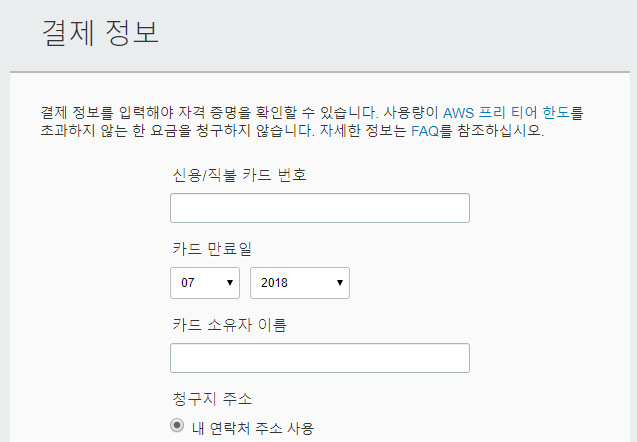 결제 정보
결제 정보를 입력해야 자격 증명을 확인할 수 있습니다. 사용량이 AWS 프리 티어 한도를
초과하지 않는 한 요금을 청구하지 않습니다. 자세한 정보는 FAQ를 참조하십시오.
신용/직불 카드 번호
카드 만료일
07 2018
카드 소유자 이름
청구지 주소
내 연락처 주소 사용